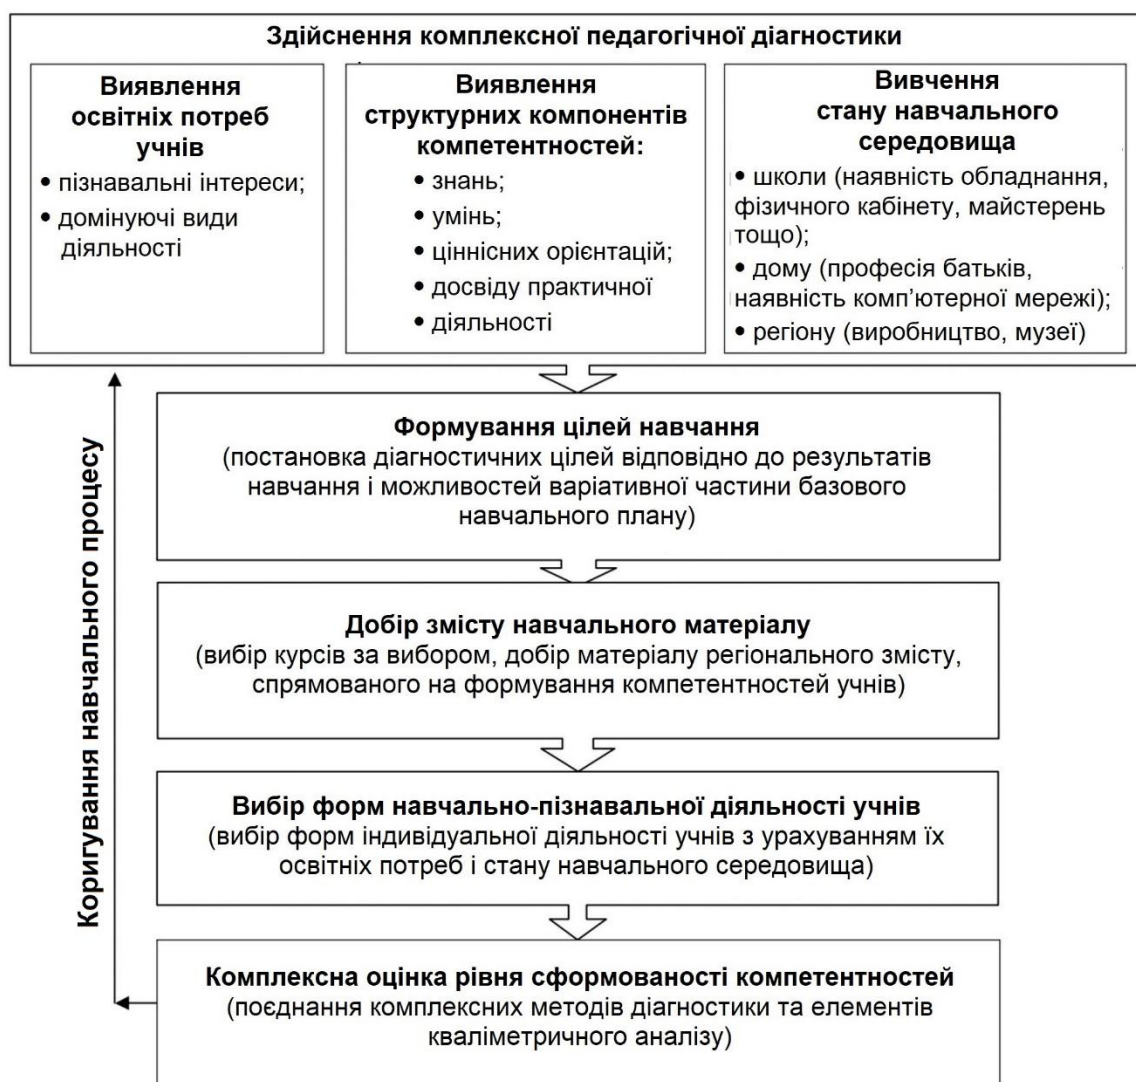 Здійснення комплексної педагогічної діагностики
Виявлення
освітніх потреб
учнів
• пізнавальні інтереси;
• домінуючі види
діяльності
Виявлення
структурних компонентів
компетентностей:
• знань;
• умінь;
• ціннісних орієнтацій;
• досвіду практичної
• діяльності
Вивчення
стану навчального
середовища
• школи (наявність обладнання,
фізичного кабінету, майстерень
тощо);
• дому (професія батьків,
наявність комп’ютерної мережі);
• регіону (виробництво, музеї)
Формування цілей навчання
(постановка діагностичних цілей відповідно до результатів
навчання і можливостей варіативної частини базового
навчального плану)
Добір змісту навчального матеріалу
(вибір курсів за вибором, добір матеріалу регіонального змісту,
спрямованого на формування компетентностей учнів)
Вибір форм навчально-пізнавальної діяльності учнів
(вибір форм індивідуальної діяльності учнів з урахуванням їх
освітніх потреб і стану навчального середовища)
Комплексна оцінка рівня сформованості компетентностей
(поєднання комплексних методів діагностики та елементів
кваліметричного аналізу)
Коригування навчального процесу